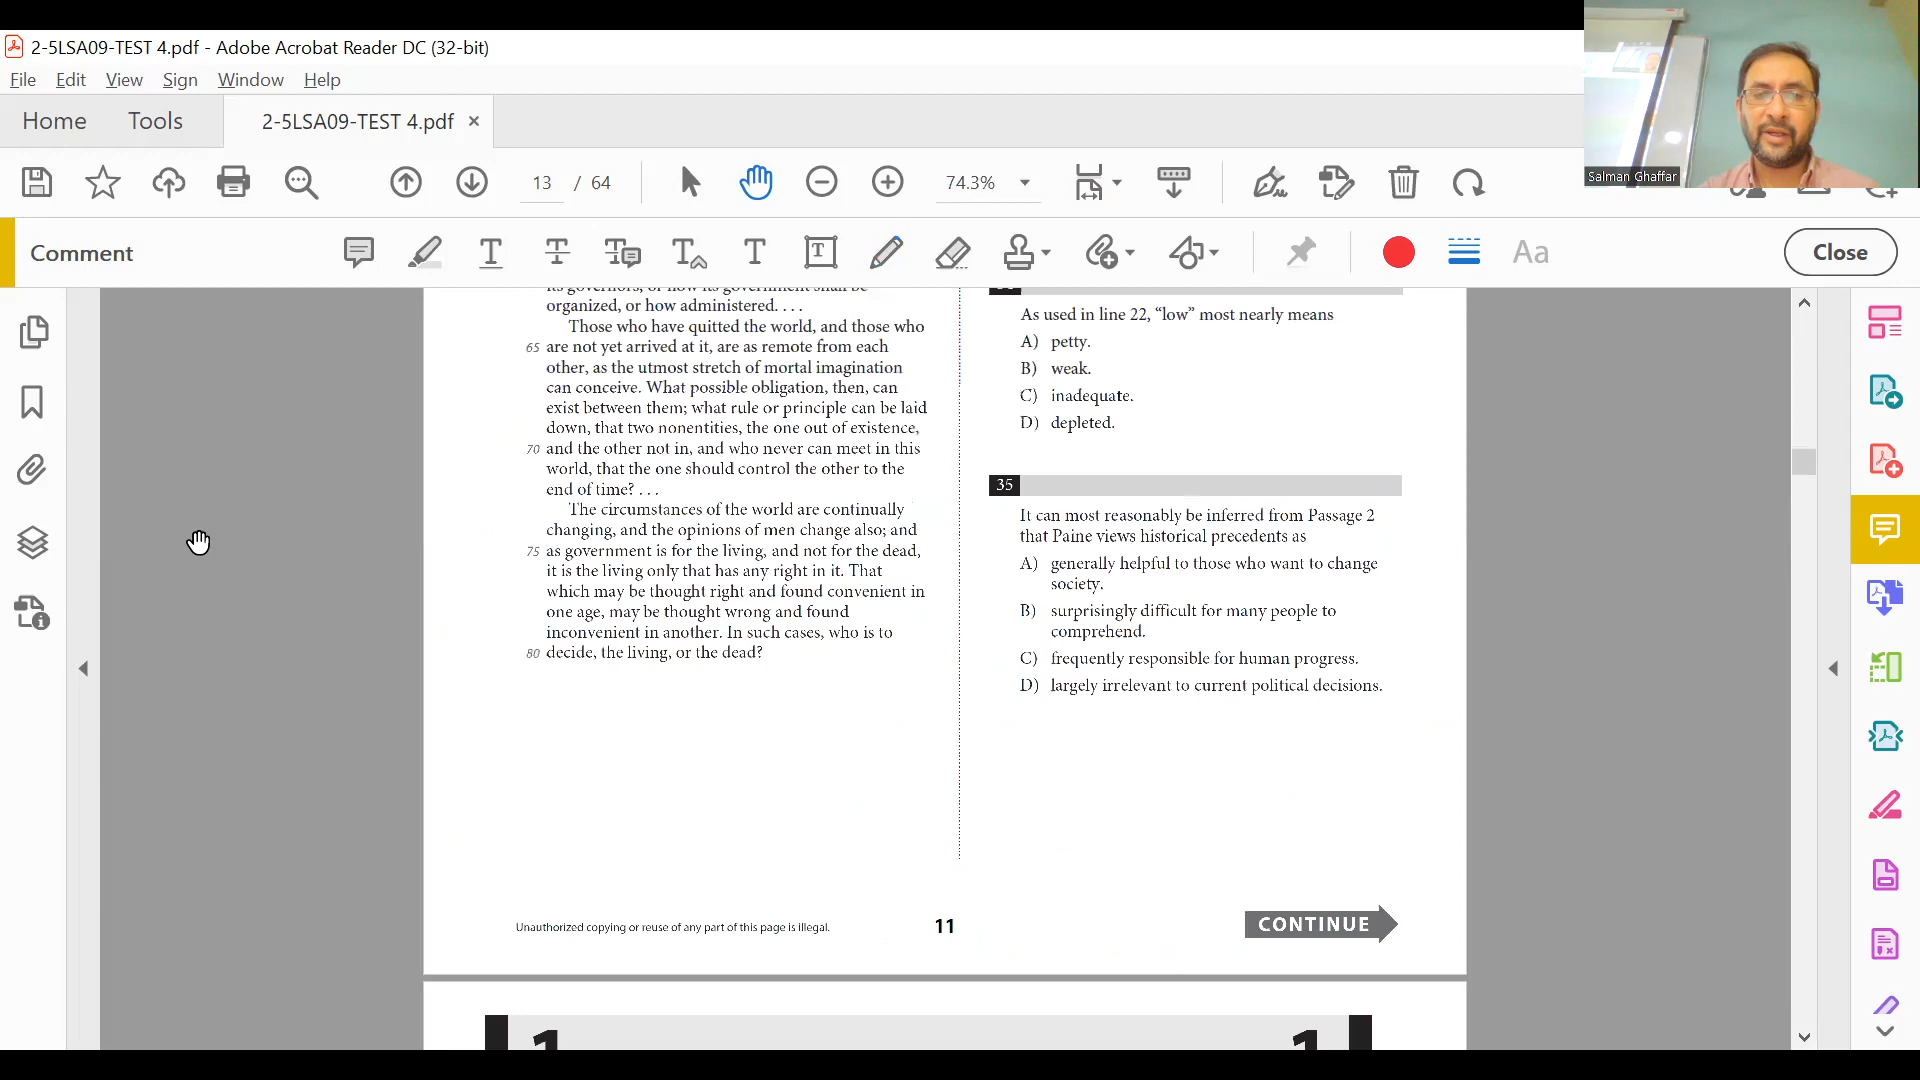 2-5LSA09-TEST 4.pdf - Adobe Acrobat Reader DC (32-bit)
File Edit View Sign Window Help
Home Tools 2-5LSA09-TEST 4.pdf ×
13 / 64 74.3%
Salman Ghaffar
Comment Aa Close
its governors, or how its government shall be
organized, or how administered. . . .
Those who have quitted the world, and those who
65 are not yet arrived at it, are as remote from each
other, as the utmost stretch of mortal imagination
can conceive. What possible obligation, then, can
exist between them; what rule or principle can be laid
down, that two nonentities, the one out of existence,
70 and the other not in, and who never can meet in this
world, that the one should control the other to the
end of time? . . .
The circumstances of the world are continually
changing, and the opinions of men change also; and
75 as government is for the living, and not for the dead,
it is the living only that has any right in it. That
which may be thought right and found convenient in
one age, may be thought wrong and found
inconvenient in another. In such cases, who is to
80 decide, the living, or the dead?
As used in line 22, “low” most nearly means
A) petty.
B) weak.
C) inadequate.
D) depleted.
35
It can most reasonably be inferred from Passage 2
that Paine views historical precedents as
A) generally helpful to those who want to change
society.
B) surprisingly difficult for many people to
comprehend.
C) frequently responsible for human progress.
D) largely irrelevant to current political decisions.
Unauthorized copying or reuse of any part of this page is illegal.
11
CONTINUE
1 1